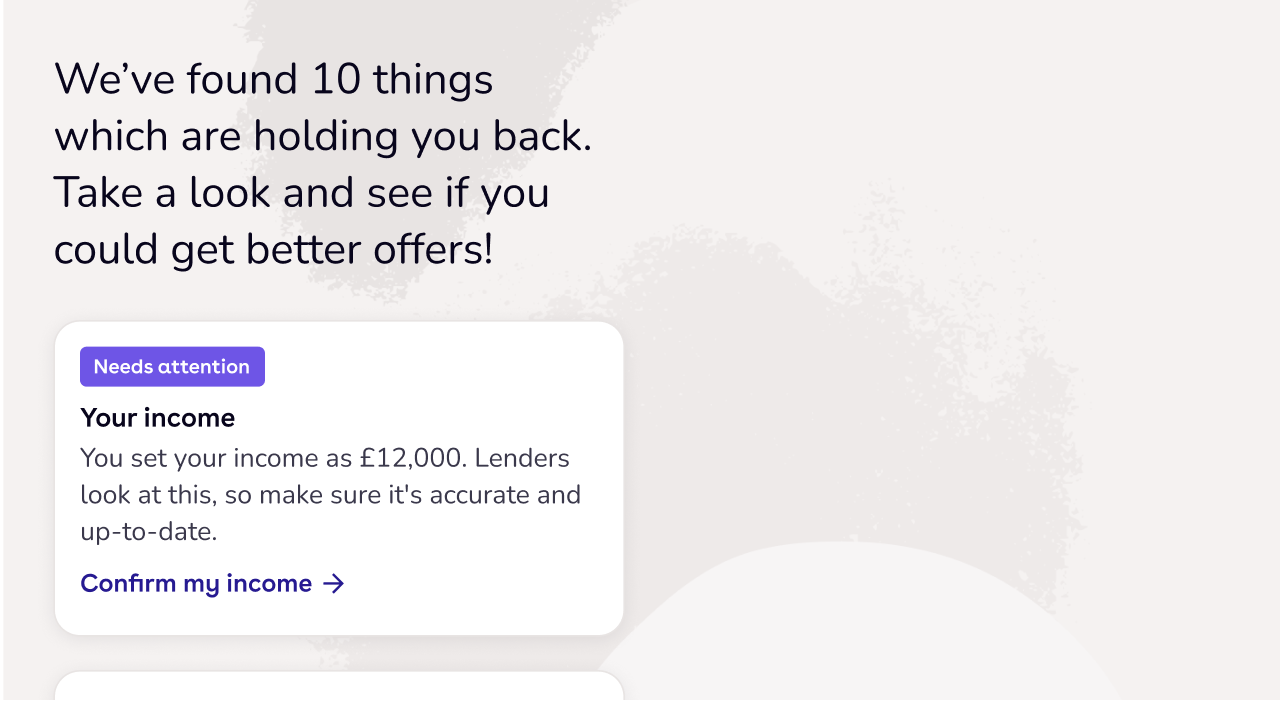 We’ve found 10 things
which are holding you back.
Take a look and see if you
could get better offers!
Needs attention
Your income
You set your income as £12,000. Lenders
look at this, so make sure it's accurate and
up-to-date.
Confirm my income →